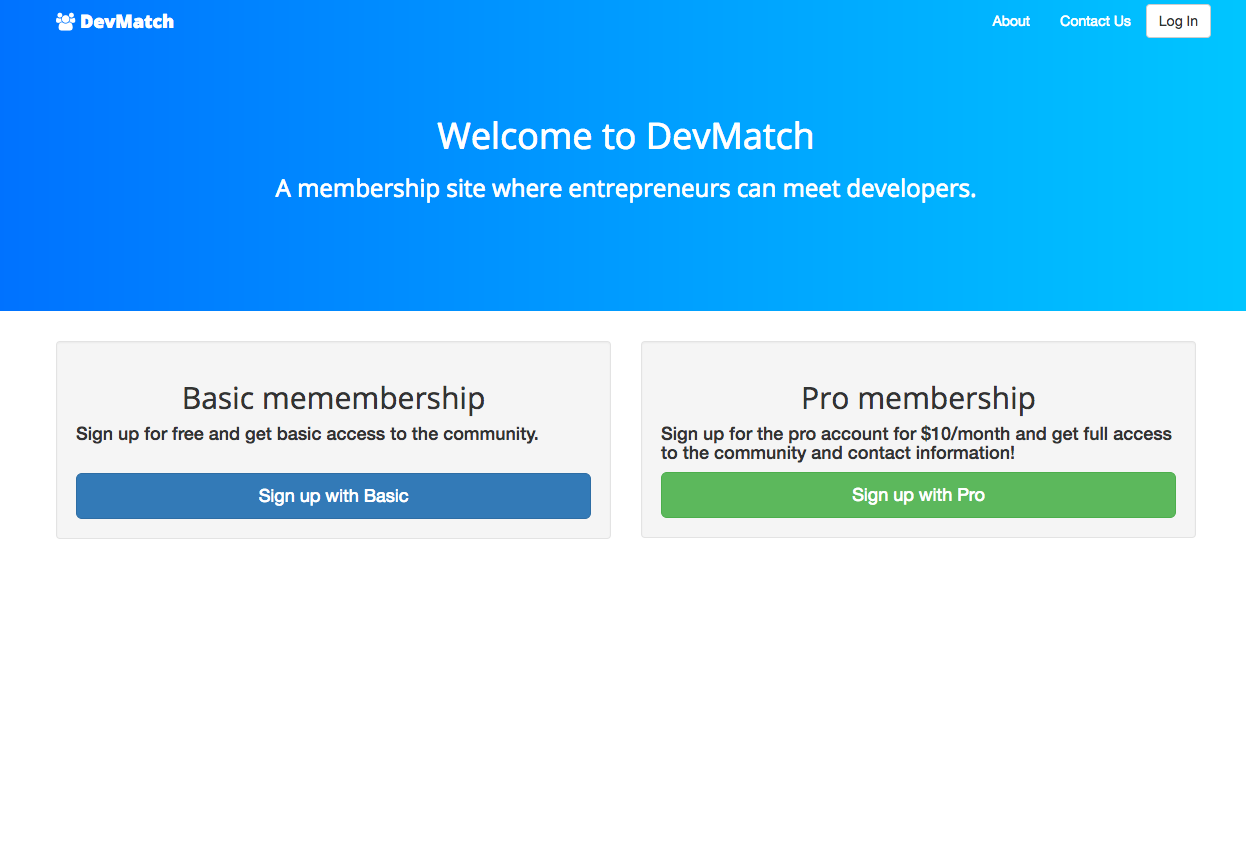 DevMatch
About
Contact Us
Log In
Welcome to DevMatch
A membership site where entrepreneurs can meet developers.
Basic memembership
Sign up for free and get basic access to the community.
Sign up with Basic
Pro membership
Sign up for the pro account for $10/month and get full access
to the community and contact information!
Sign up with Pro